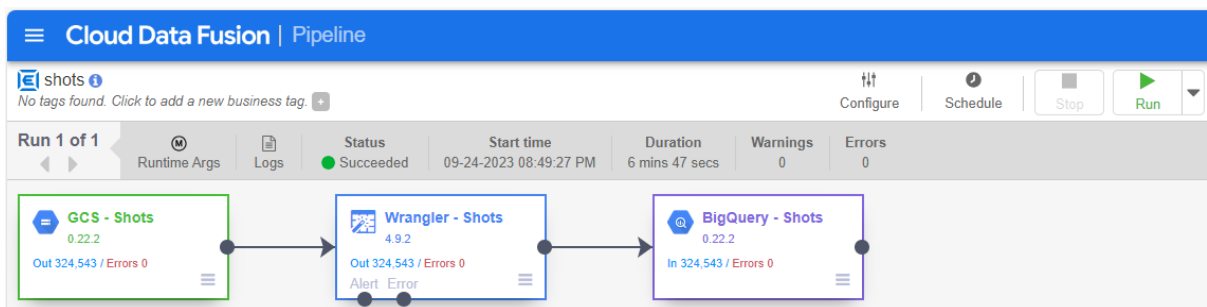 Cloud Data Fusion | Pipeline
shots
No tags found. Click to add a new business tag. +
Configure
Schedule
Stop
Run
Run 1 of 1
Runtime Args
Logs
Status
Succeeded
Start time
09-24-2023 08:49:27 PM
Duration
6 mins 47 secs
Warnings
0
Errors
0
GCS - Shots
0.22.2
Out 324,543 / Errors 0
Wrangler - Shots
4.9.2
Out 324,543 / Errors 0
Alert Error
BigQuery - Shots
0.22.2
In 324,543 / Errors 0